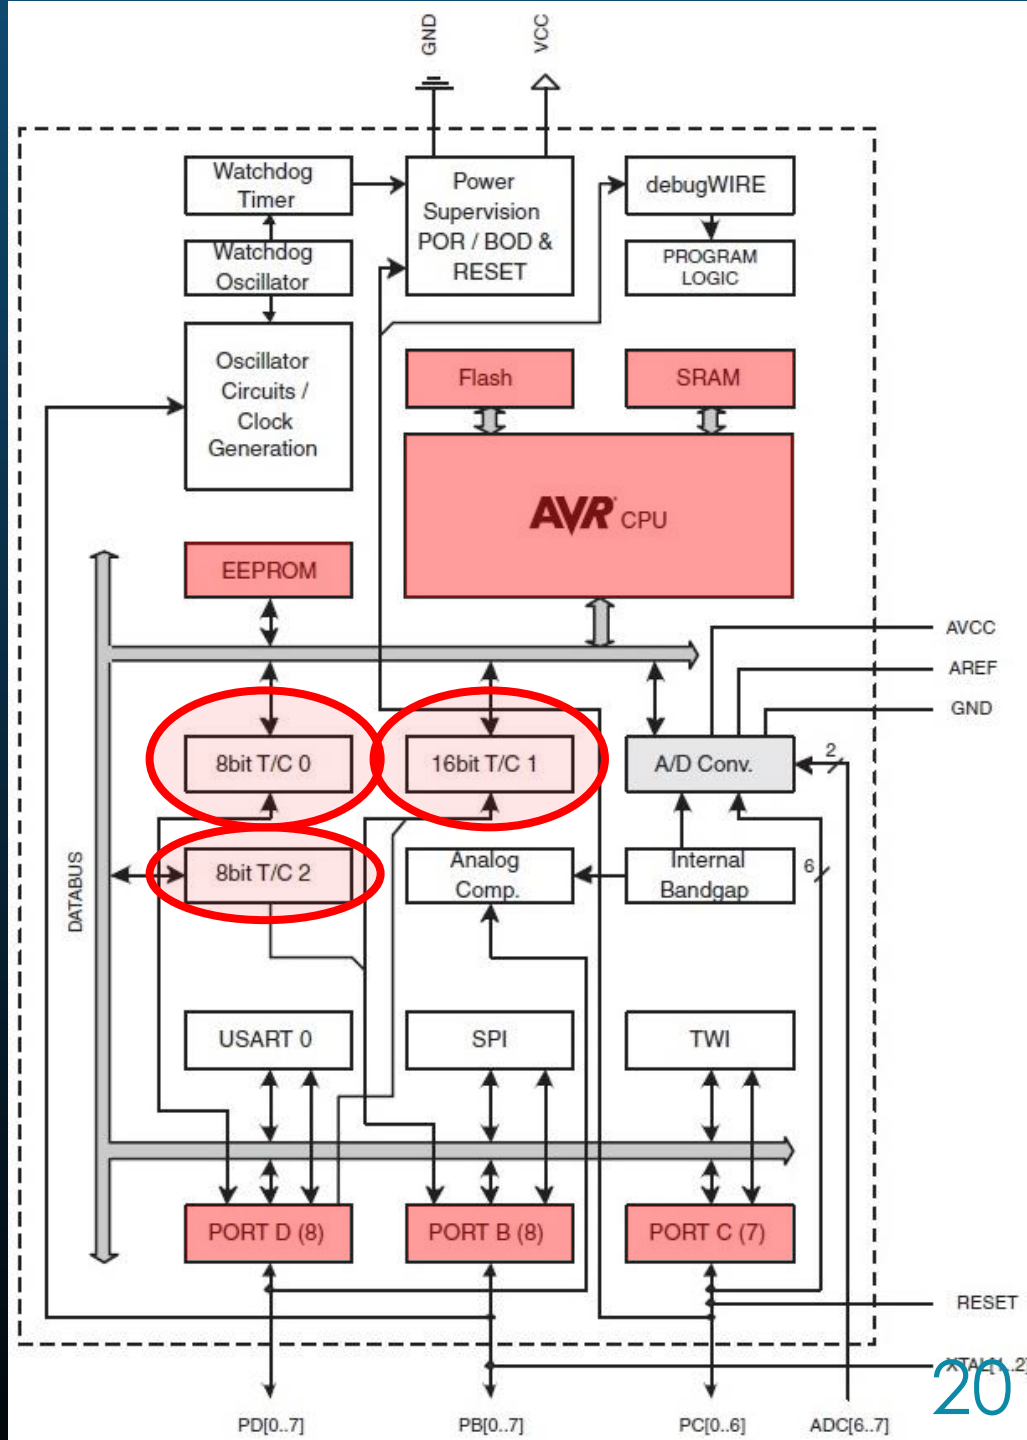 GND
VCC
Watchdog
Timer
Power
Supervision
POR / BOD &
RESET
debugWIRE
Watchdog
Oscillator
PROGRAM
LOGIC
Oscillator
Circuits /
Clock
Generation
Flash
SRAM
AVR CPU
EEPROM
AVCC
AREF
GND
8bit T/C 0
16bit T/C 1
A/D Conv.
2
8bit T/C 2
Analog
Comp.
Internal
Bandgap
6
DATABUS
USART 0
SPI
TWI
PORT D (8)
PORT B (8)
PORT C (7)
RESET
XTAL[1..2]
20
PD[0..7]
PB[0..7]
PC[0..6]
ADC[6..7]